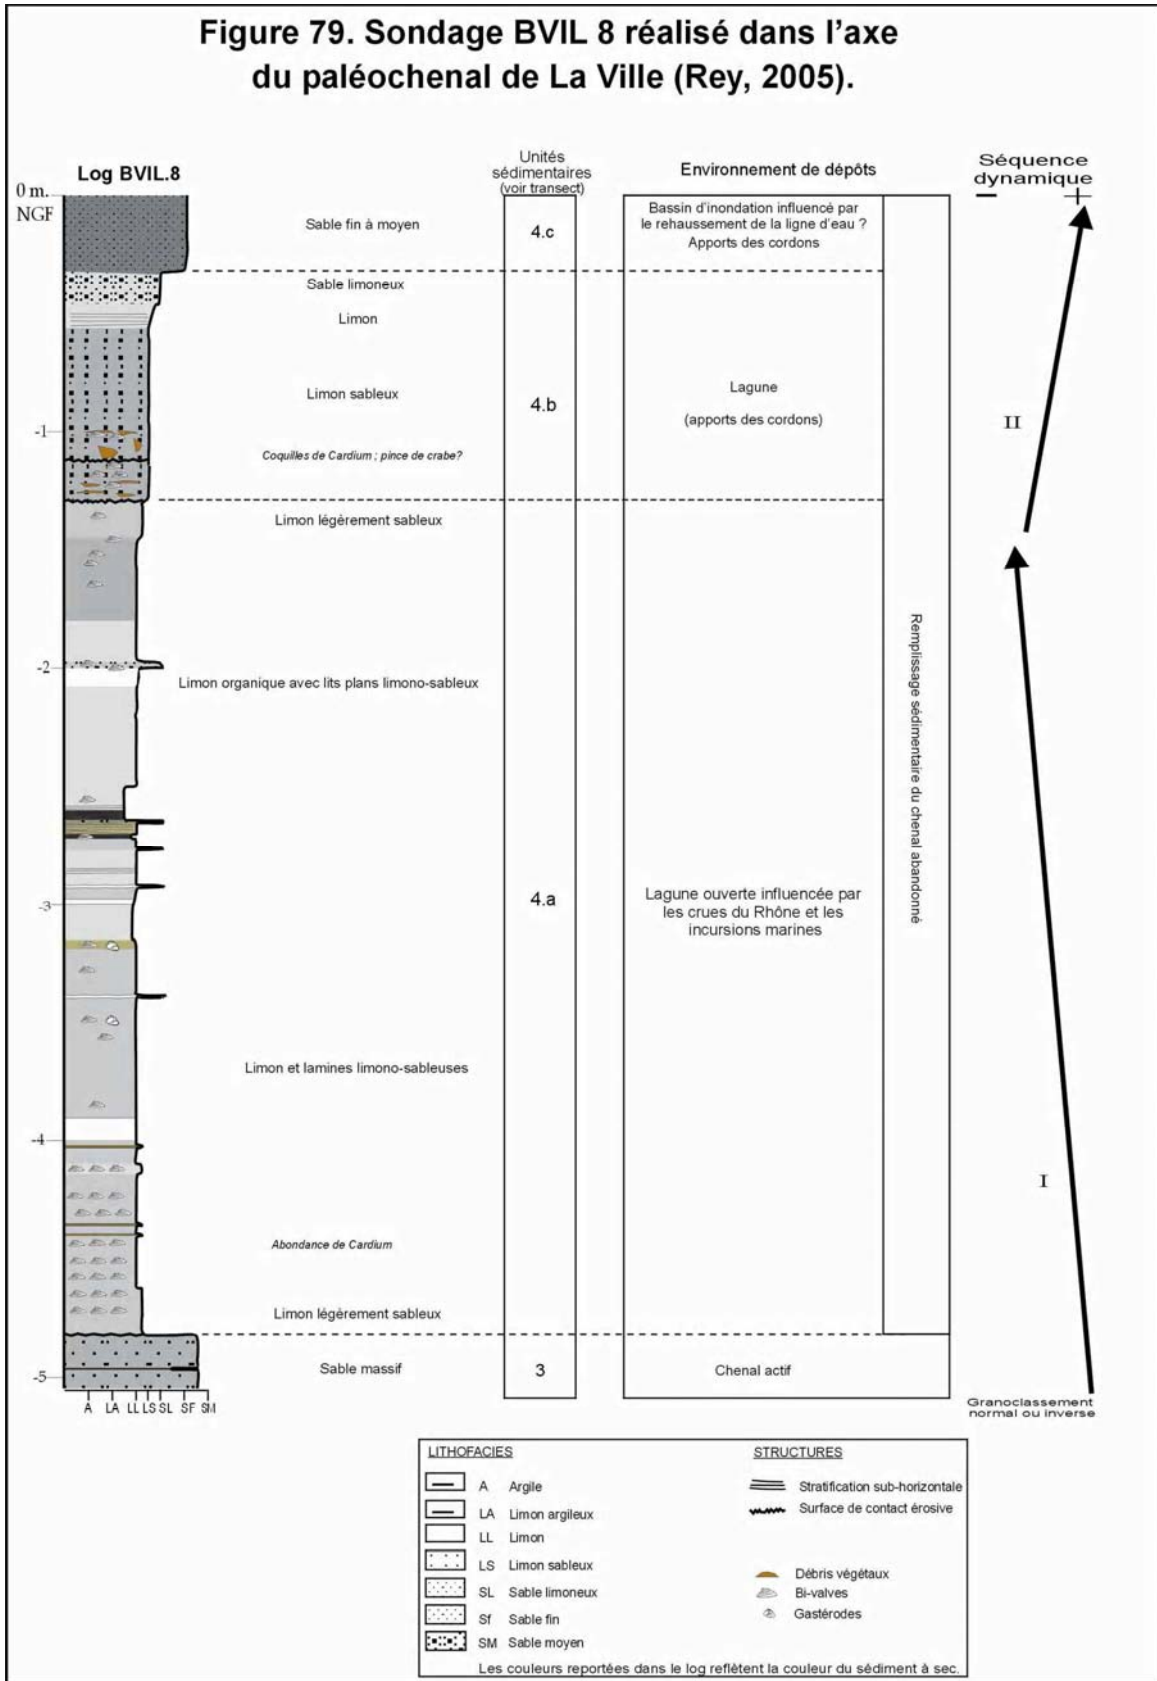 Figure 79. Sondage BVIL 8 réalisé dans l'axe
du paléochenal de La Ville (Rey, 2005).
Log BVIL.8
Unités
sédimentaires
(voir transect)
Environnement de dépôts
Séquence
dynamique
0 m.
NGF
Sable fin à moyen
4.c
Bassin d'inondation influencé par
le rehaussement de la ligne d'eau ?
Apports des cordons
Sable limoneux
Limon
Limon sableux
4.b
Lagune
(apports des cordons)
-1
II
Coquilles de Cardium ; pince de crabe?
Limon légèrement sableux
-2
Limon organique avec lits plans limono-sableux
Remplissage sédimentaire du chenal abandonné
-3
4.a
Lagune ouverte influencée par
les crues du Rhône et les
incursions marines
Limon et lamines limono-sableuses
-4
I
Abondance de Cardium
Limon légèrement sableux
Sable massif
3
Chenal actif
-5
A LA LL LS SL SF SM
Granoclassement
normal ou inverse
LITHOFACIES
A Argile
LA Limon argileux
LL Limon
LS Limon sableux
SL Sable limoneux
Sf Sable fin
SM Sable moyen
STRUCTURES
Stratification sub-horizontale
Surface de contact érosive
Débris végétaux
Bi-valves
Gastérodes
Les couleurs reportées dans le log reflètent la couleur du sédiment à sec.